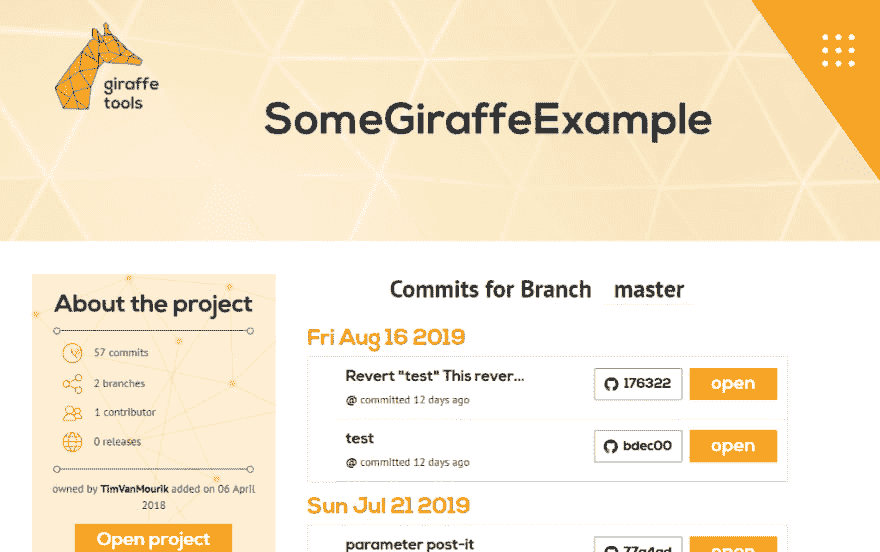 giraffe
tools
SomeGiraffeExample
About the project
57 commits
2 branches
1 contributor
0 releases
owned by TimVanMourik added on 06 April
2018
Open project
Commits for Branch master
Fri Aug 16 2019
Revert "test" This rever...
@ committed 12 days ago
176322
open
test
@ committed 12 days ago
bdec00
open
Sun Jul 21 2019
parameter post-it
77a4ad
open